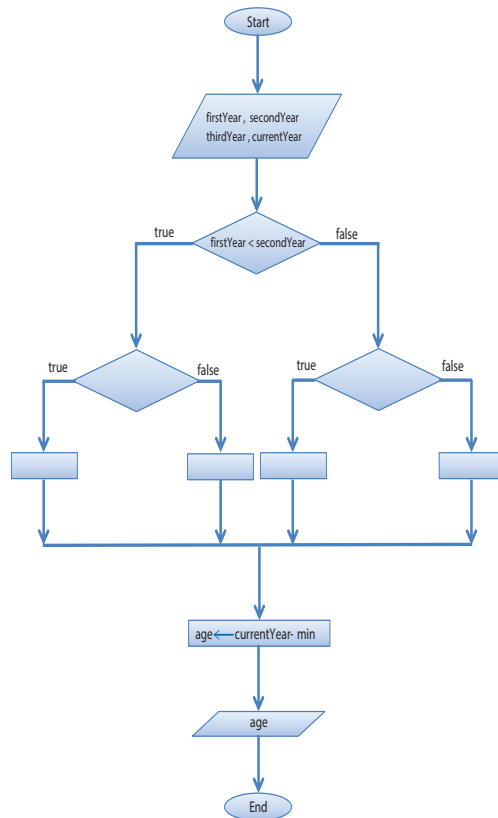 Start
firstYear , secondYear
thirdYear , currentYear
true
firstYear < secondYear
false
true
false
true
false
age ← currentYear- min
age
End